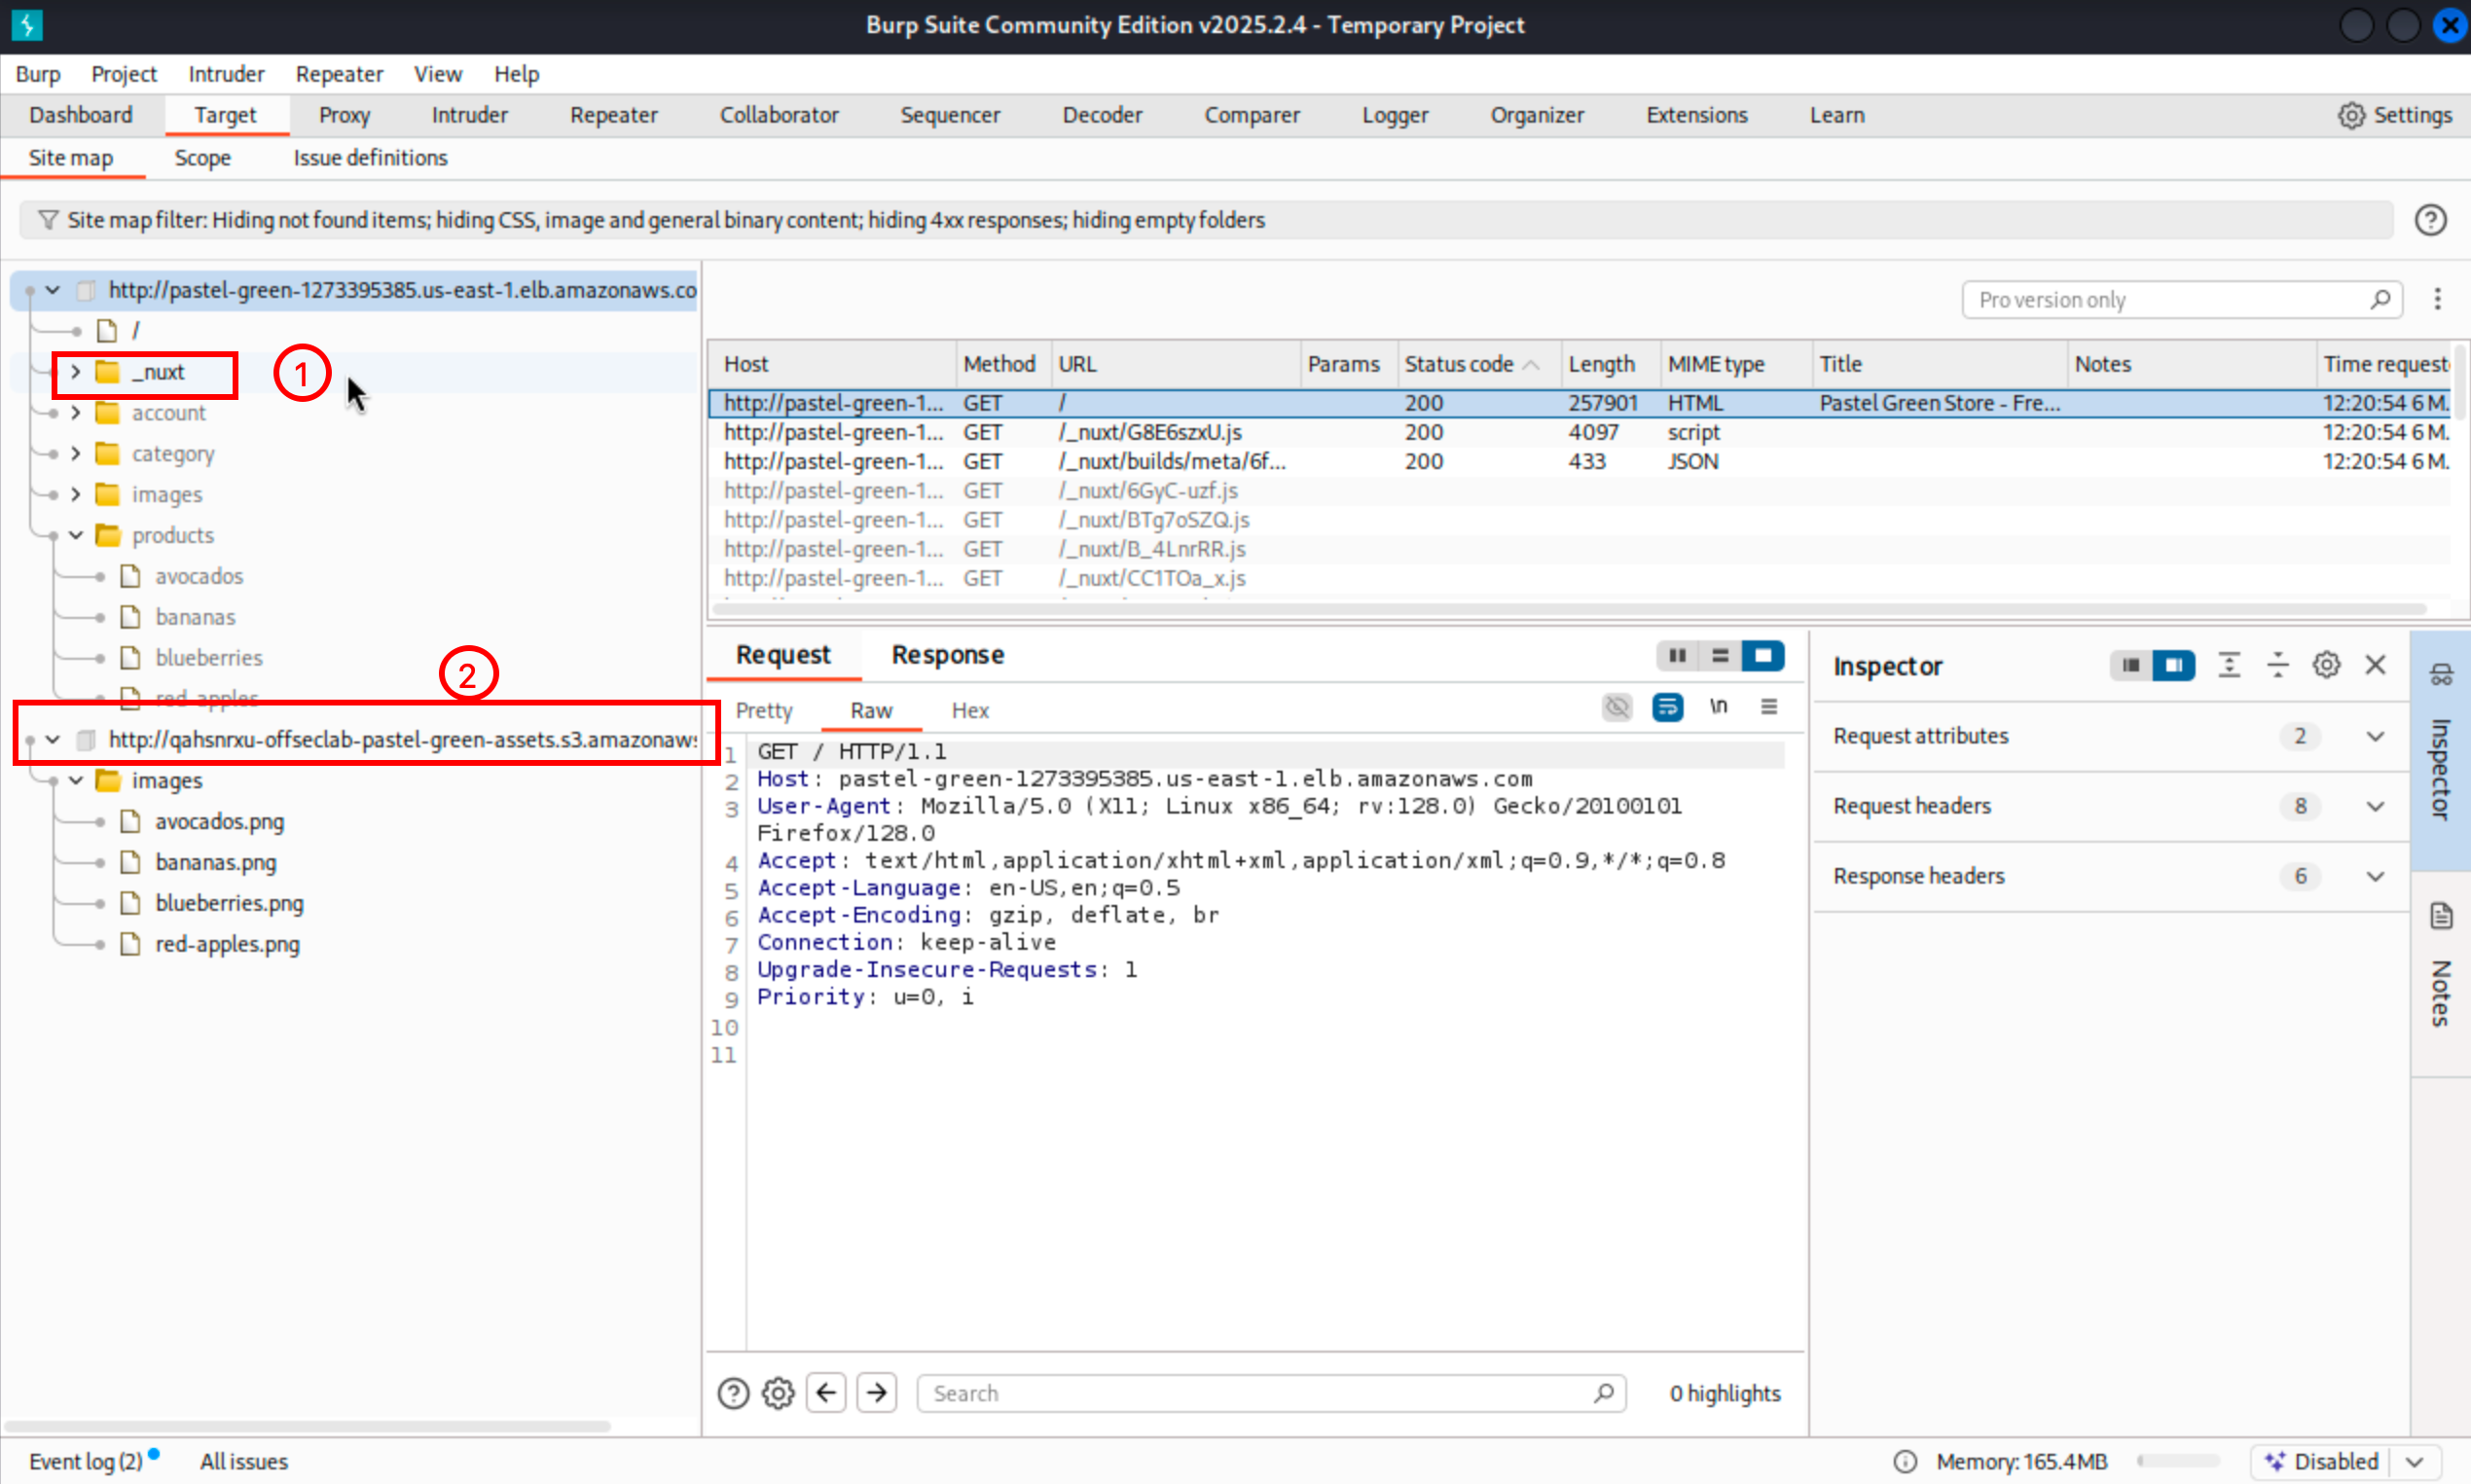 Burp Suite Community Edition v2025.2.4 - Temporary Project
Burp Project Intruder Repeater View Help
Dashboard Target Proxy Intruder Repeater Collaborator Sequencer Decoder Comparer Logger Organizer Extensions Learn Settings
Site map Scope Issue definitions
Site map filter: Hiding not found items; hiding CSS, image and general binary content; hiding 4xx responses; hiding empty folders
http://pastel-green-1273395385.us-east-1.elb.amazonaws.co
/
_nuxt
1
account
category
images
products
avocados
bananas
blueberries
2
red-apples
http://qahsnrxu-offseclab-pastel-green-assets.s3.amazonaws
images
avocados.png
bananas.png
blueberries.png
red-apples.png
Pro version only
Host Method URL Params Status code Length MIME type Title Notes Time request
http://pastel-green-1... GET / 200 257901 HTML Pastel Green Store - Fre... 12:20:54 6 M.
http://pastel-green-1... GET /_nuxt/G8E6szxU.js 200 4097 script 12:20:54 6 M.
http://pastel-green-1... GET /_nuxt/builds/meta/6f... 200 433 JSON 12:20:54 6 M.
http://pastel-green-1... GET /_nuxt/6GyC-uzf.js
http://pastel-green-1... GET /_nuxt/BTg7oSZQ.js
http://pastel-green-1... GET /_nuxt/B_4LnrRR.js
http://pastel-green-1... GET /_nuxt/CC1TOa_x.js
Request Response
Pretty Raw Hex \n
1 GET / HTTP/1.1
2 Host: pastel-green-1273395385.us-east-1.elb.amazonaws.com
3 User-Agent: Mozilla/5.0 (X11; Linux x86_64; rv:128.0) Gecko/20100101
Firefox/128.0
4 Accept: text/html,application/xhtml+xml,application/xml;q=0.9,*/*;q=0.8
5 Accept-Language: en-US,en;q=0.5
6 Accept-Encoding: gzip, deflate, br
7 Connection: keep-alive
8 Upgrade-Insecure-Requests: 1
9 Priority: u=0, i
10
11
Search 0 highlights
Inspector
Request attributes 2
Request headers 8
Response headers 6
Inspector
Notes
Event log (2) All issues Memory: 165.4MB Disabled